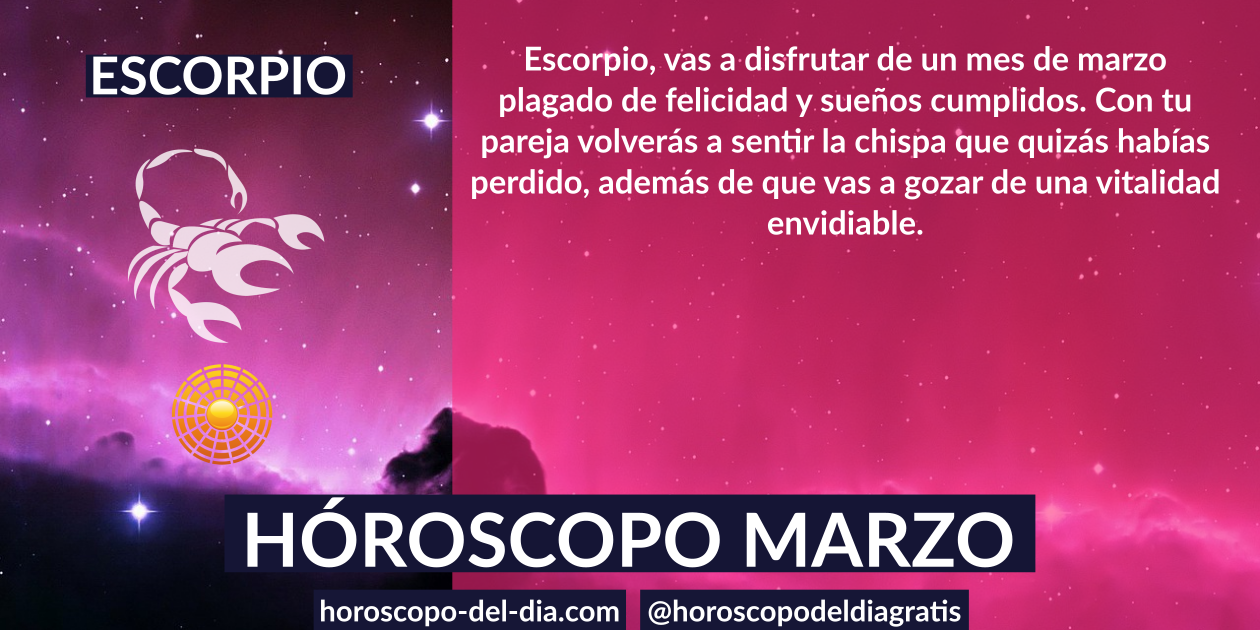 ESCORPIO
Escorpio, vas a disfrutar de un mes de marzo
plagado de felicidad y sueños cumplidos. Con tu
pareja volverás a sentir la chispa que quizás habías
perdido, además de que vas a gozar de una vitalidad
envidiable.
HÓROSCOPO MARZO
horoscopo-del-dia.com
@horoscopodeldiagratis